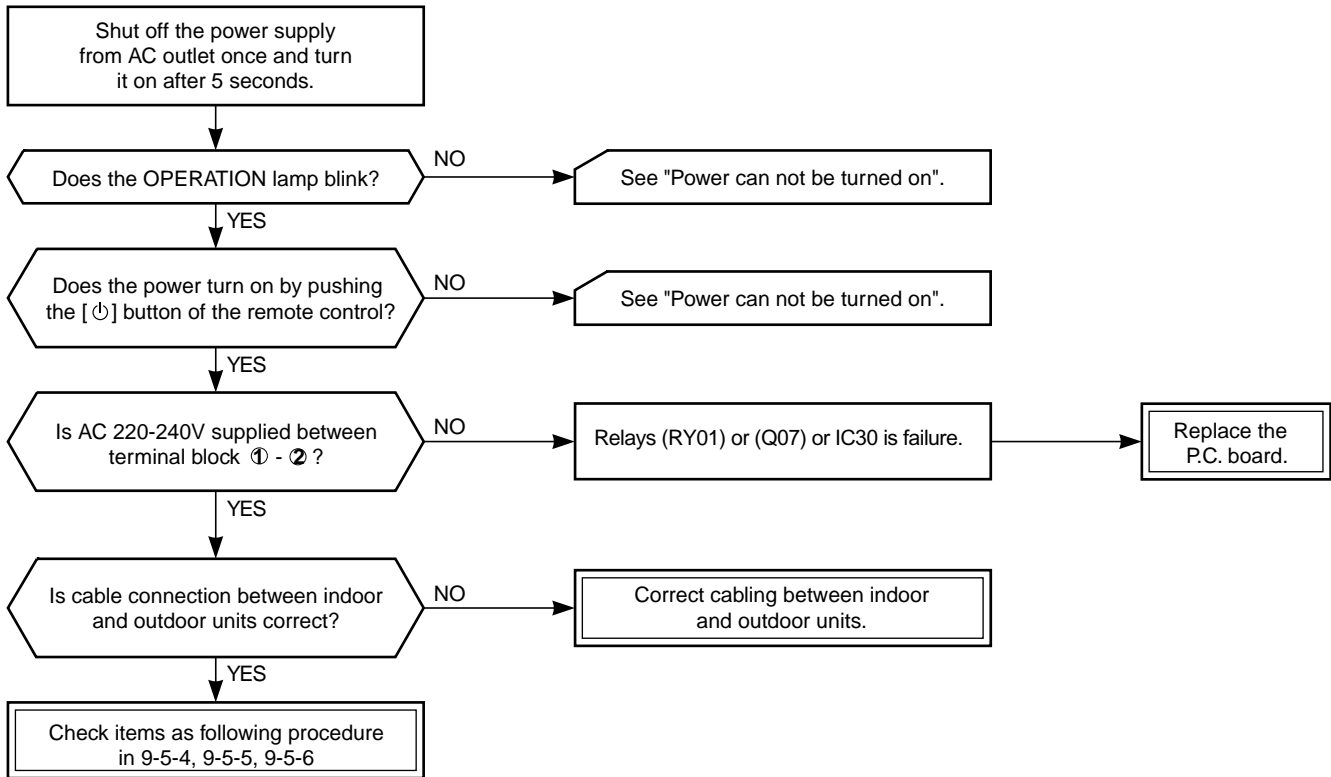 Shut off the power supply
from AC outlet once and turn
it on after 5 seconds.
Does the OPERATION lamp blink?
NO
See "Power can not be turned on".
YES
Does the power turn on by pushing
the [⏻] button of the remote control?
NO
See "Power can not be turned on".
YES
Is AC 220-240V supplied between
terminal block ① - ② ?
NO
Relays (RY01) or (Q07) or IC30 is failure.
Replace the
P.C. board.
YES
Is cable connection between indoor
and outdoor units correct?
NO
Correct cabling between indoor
and outdoor units.
YES
Check items as following procedure
in 9-5-4, 9-5-5, 9-5-6